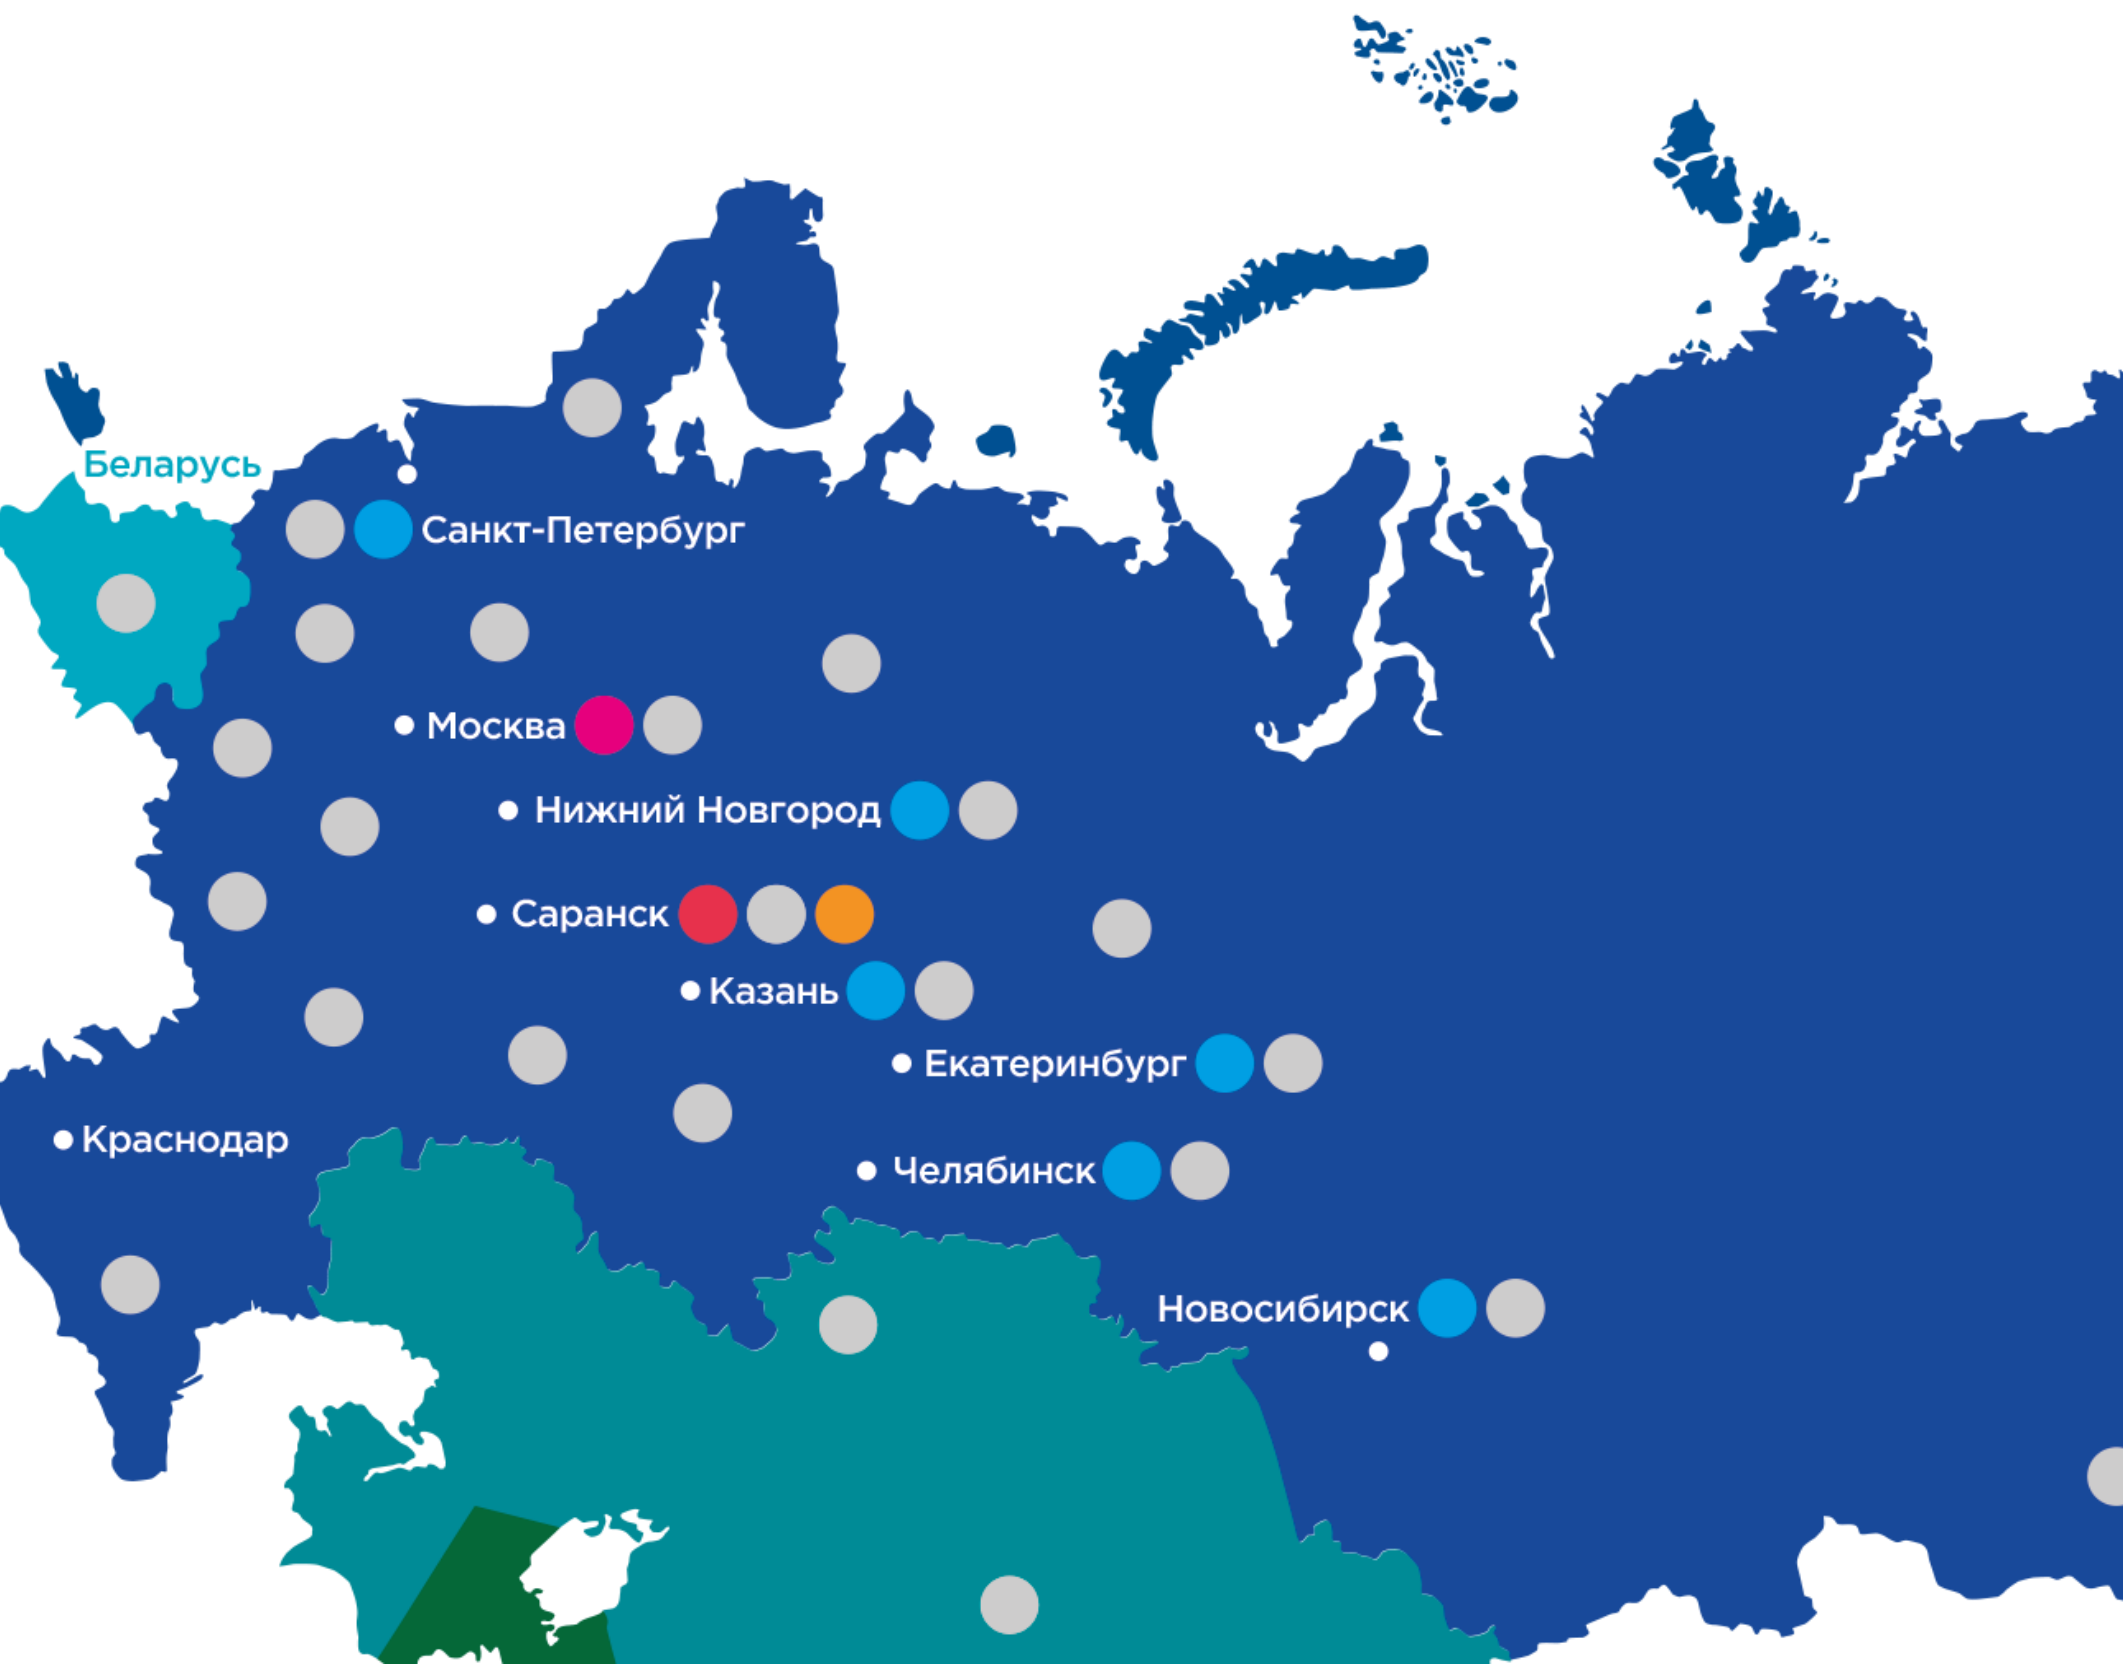 Беларусь
Санкт-Петербург
Москва
Нижний Новгород
Саранск
Казань
Екатеринбург
Краснодар
Челябинск
Новосибирск